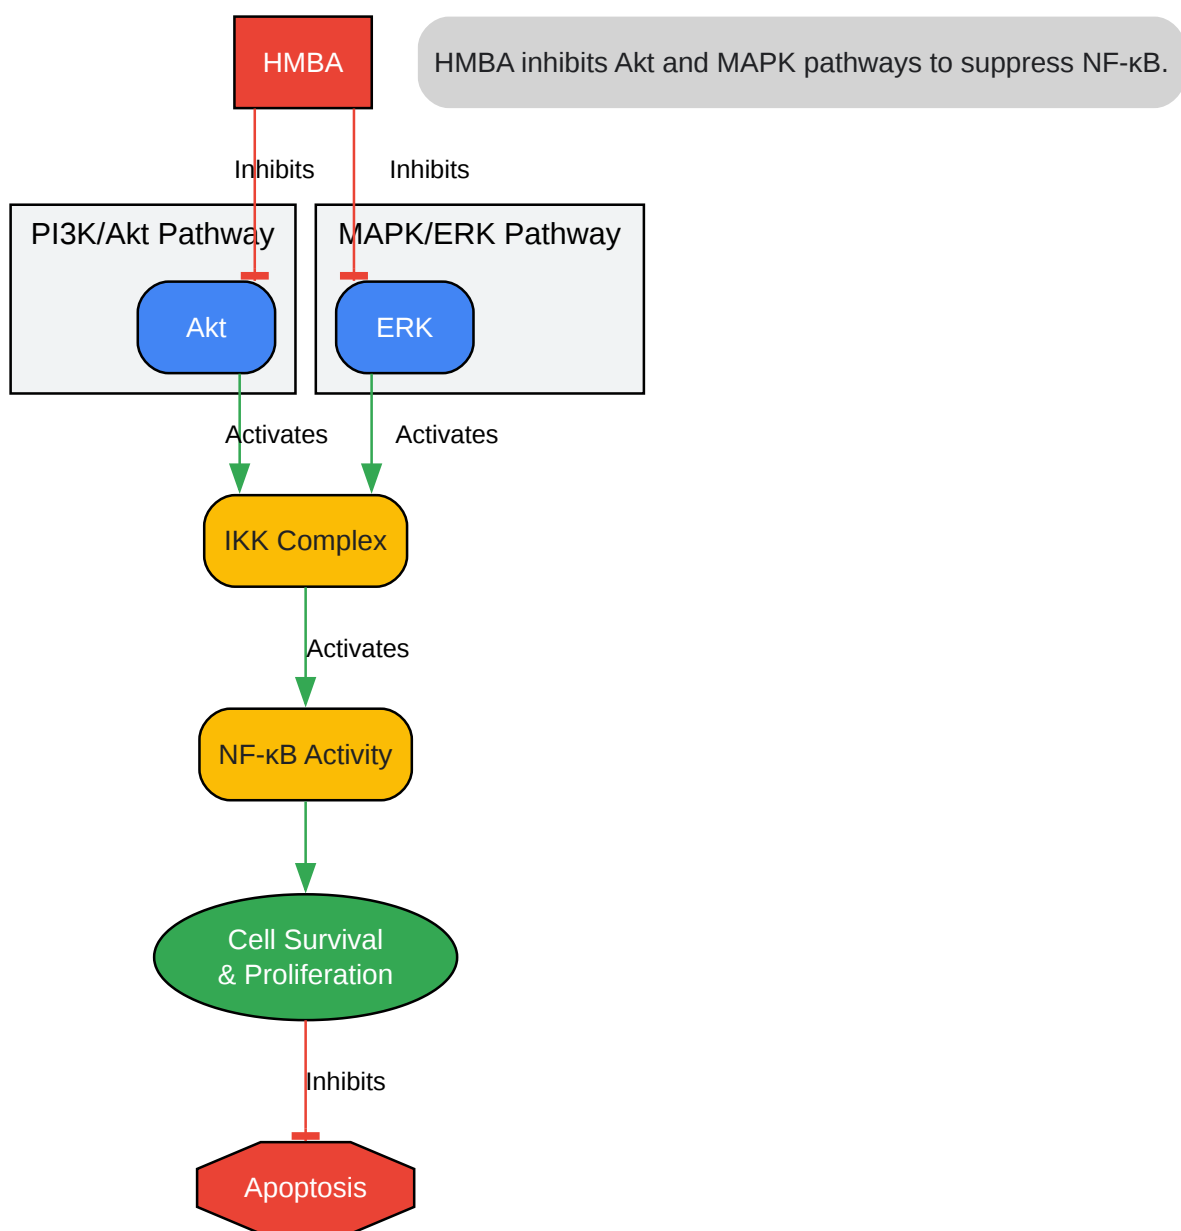 HMBA
HMBA inhibits Akt and MAPK pathways to suppress NF-κB.
Inhibits
Inhibits
PI3K/Akt Pathway
MAPK/ERK Pathway
Akt
ERK
Activates
Activates
IKK Complex
Activates
NF-κB Activity
Cell Survival
& Proliferation
Inhibits
Apoptosis